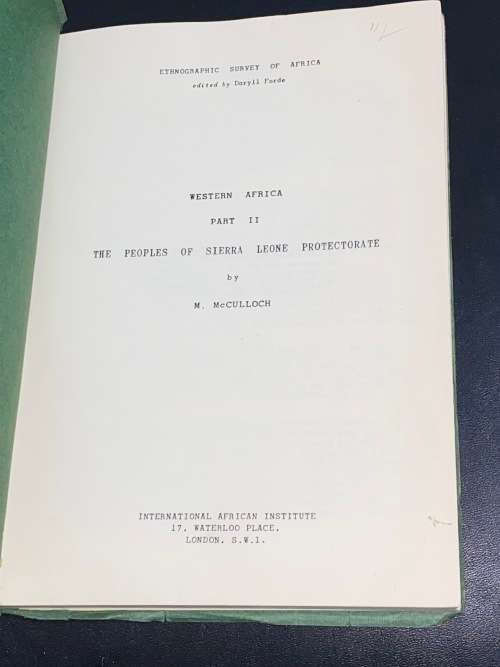 ETHNOGRAPHIC SURVEY OF AFRICA
edited by Daryll Forde
WESTERN AFRICA
PART II
THE PEOPLES OF SIERRA LEONE PROTECTORATE
by
M. McCULLOCH
INTERNATIONAL AFRICAN INSTITUTE
17, WATERLOO PLACE,
LONDON. S.W.1.